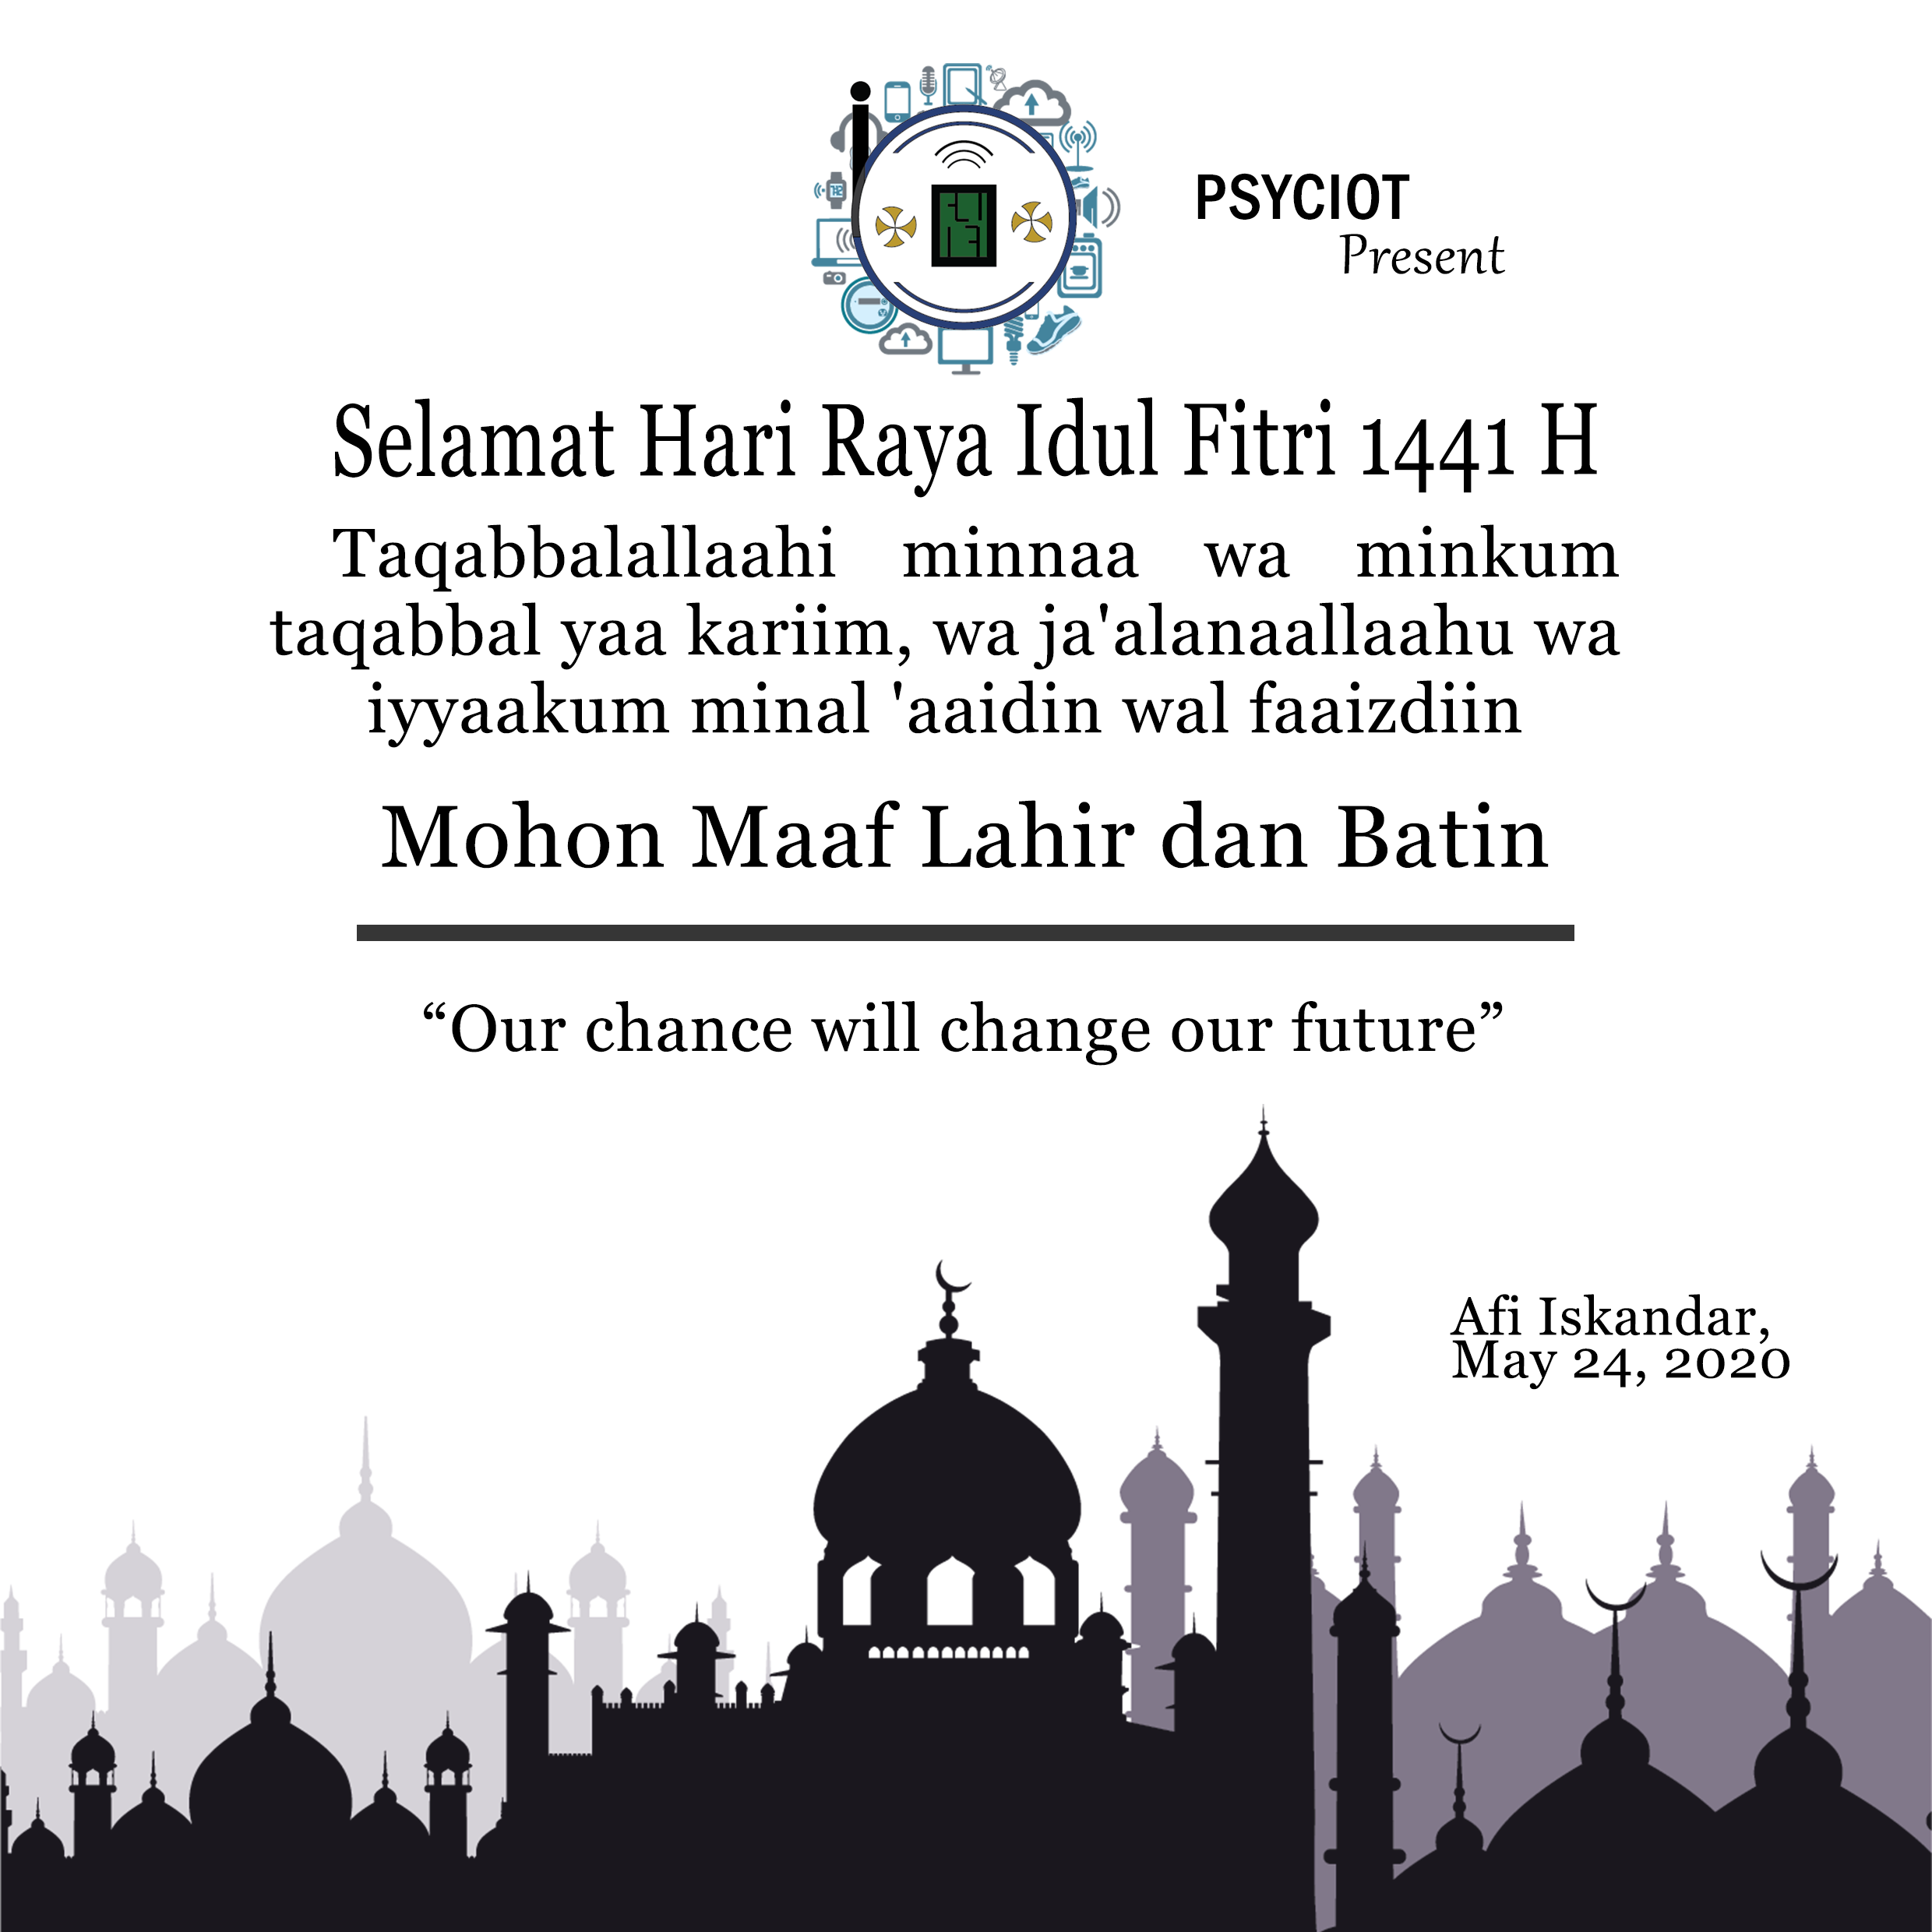 PSYCIOT
Present
Selamat Hari Raya Idul Fitri 1441 H
Taqabbalallaahi minnaa wa minkum
taqabbal yaa kariim, wa ja'alanaallaahu wa
iyyaakum minal 'aaidin wal faaizdiin
Mohon Maaf Lahir dan Batin
“Our chance will change our future”
Afi Iskandar,
May 24, 2020